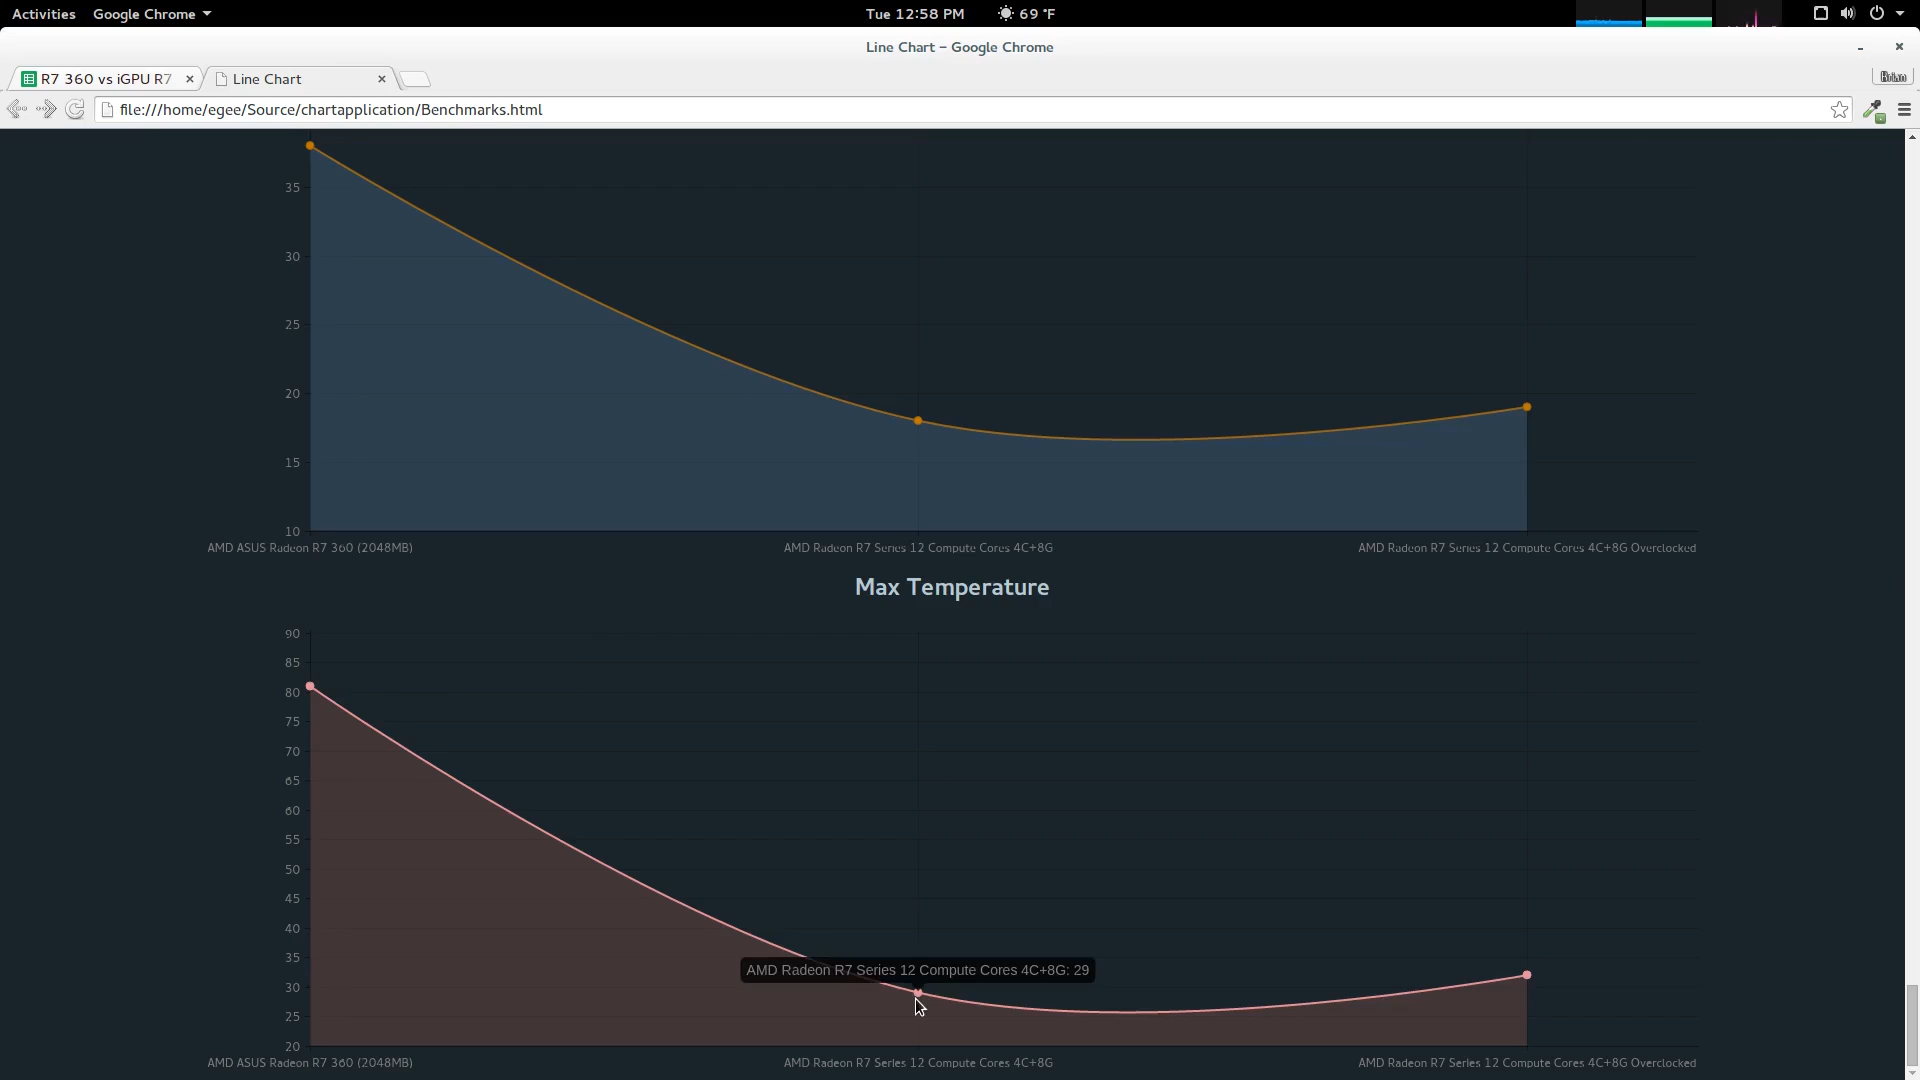 Activities Google Chrome Tue 12:58 PM 69 °F
Line Chart - Google Chrome
R7 360 vs iGPU R7 Line Chart Brian
file:///home/egee/Source/chartapplication/Benchmarks.html
35
30
25
20
15
10
AMD ASUS Radeon R7 360 (2048MB) AMD Radeon R7 Series 12 Compute Cores 4C+8G AMD Radeon R7 Series 12 Compute Cores 4C+8G Overclocked
Max Temperature
90
85
80
75
70
65
60
55
50
45
40
35
AMD Radeon R7 Series 12 Compute Cores 4C+8G: 29
30
25
20
AMD ASUS Radeon R7 360 (2048MB) AMD Radeon R7 Series 12 Compute Cores 4C+8G AMD Radeon R7 Series 12 Compute Cores 4C+8G Overclocked